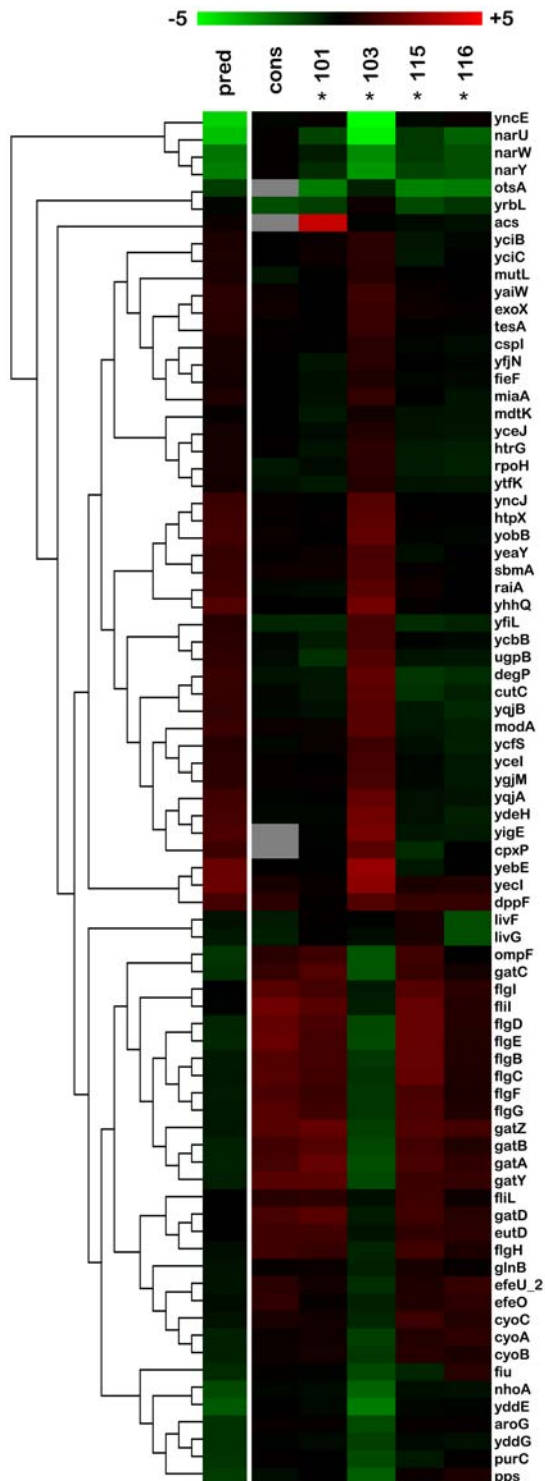 -5 +5
pred cons * 101 * 103 * 115 * 116
yncE
narU
narW
narY
otsA
yrbL
acs
yciB
yciC
mutL
yaiW
exoX
tesA
cspI
yfjN
fieF
miaA
mdtK
yceJ
htrG
rpoH
ytfK
yncJ
htpX
yobB
yeaY
sbmA
raiA
yhhQ
yfiL
ycbB
ugpB
degP
cutC
yqjB
modA
ycfS
yceI
ygjM
yqjA
ydeH
yigE
cpxP
yebE
yecI
dppF
livF
livG
ompF
gatC
flgI
fliI
flgD
flgE
flgB
flgC
flgF
flgG
gatZ
gatB
gatA
gatY
fliL
gatD
eutD
flgH
glnB
efeU_2
efeO
cyoC
cyoA
cyoB
fiu
nhoA
yddE
aroG
yddG
purC
pps